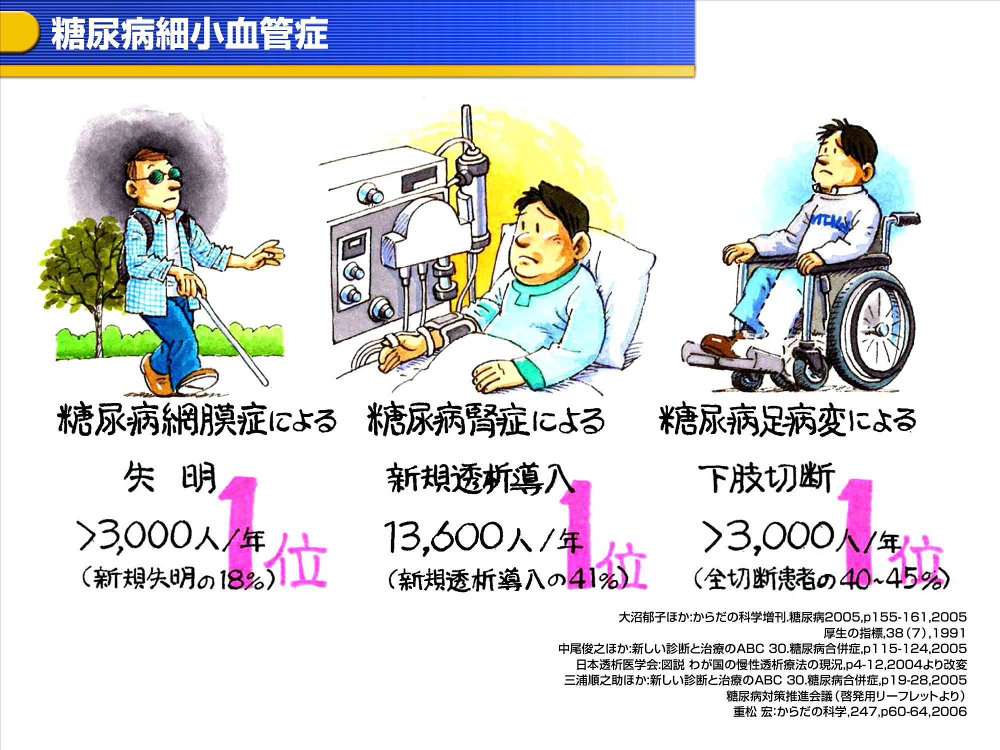 糖尿病細小血管症
糖尿病網膜症による
失 明
1位
>3,000人/年
(新規失明の18%)
糖尿病腎症による
新規透析導入
1位
13,600人/年
(新規透析導入の41%)
糖尿病足病変による
下肢切断
1位
>3,000人/年
(全切断患者の40~45%)
大沼郁子ほか:からだの科学増刊.糖尿病2005,p155-161,2005
厚生の指標,38(7),1991
中尾俊之ほか:新しい診断と治療のABC 30.糖尿病合併症,p115-124,2005
日本透析医学会:図説 わが国の慢性透析療法の現況,p4-12,2004より改変
三浦順之助ほか:新しい診断と治療のABC 30.糖尿病合併症,p19-28,2005
糖尿病対策推進会議(啓発用リーフレットより)
重松 宏:からだの科学,247,p60-64,2006